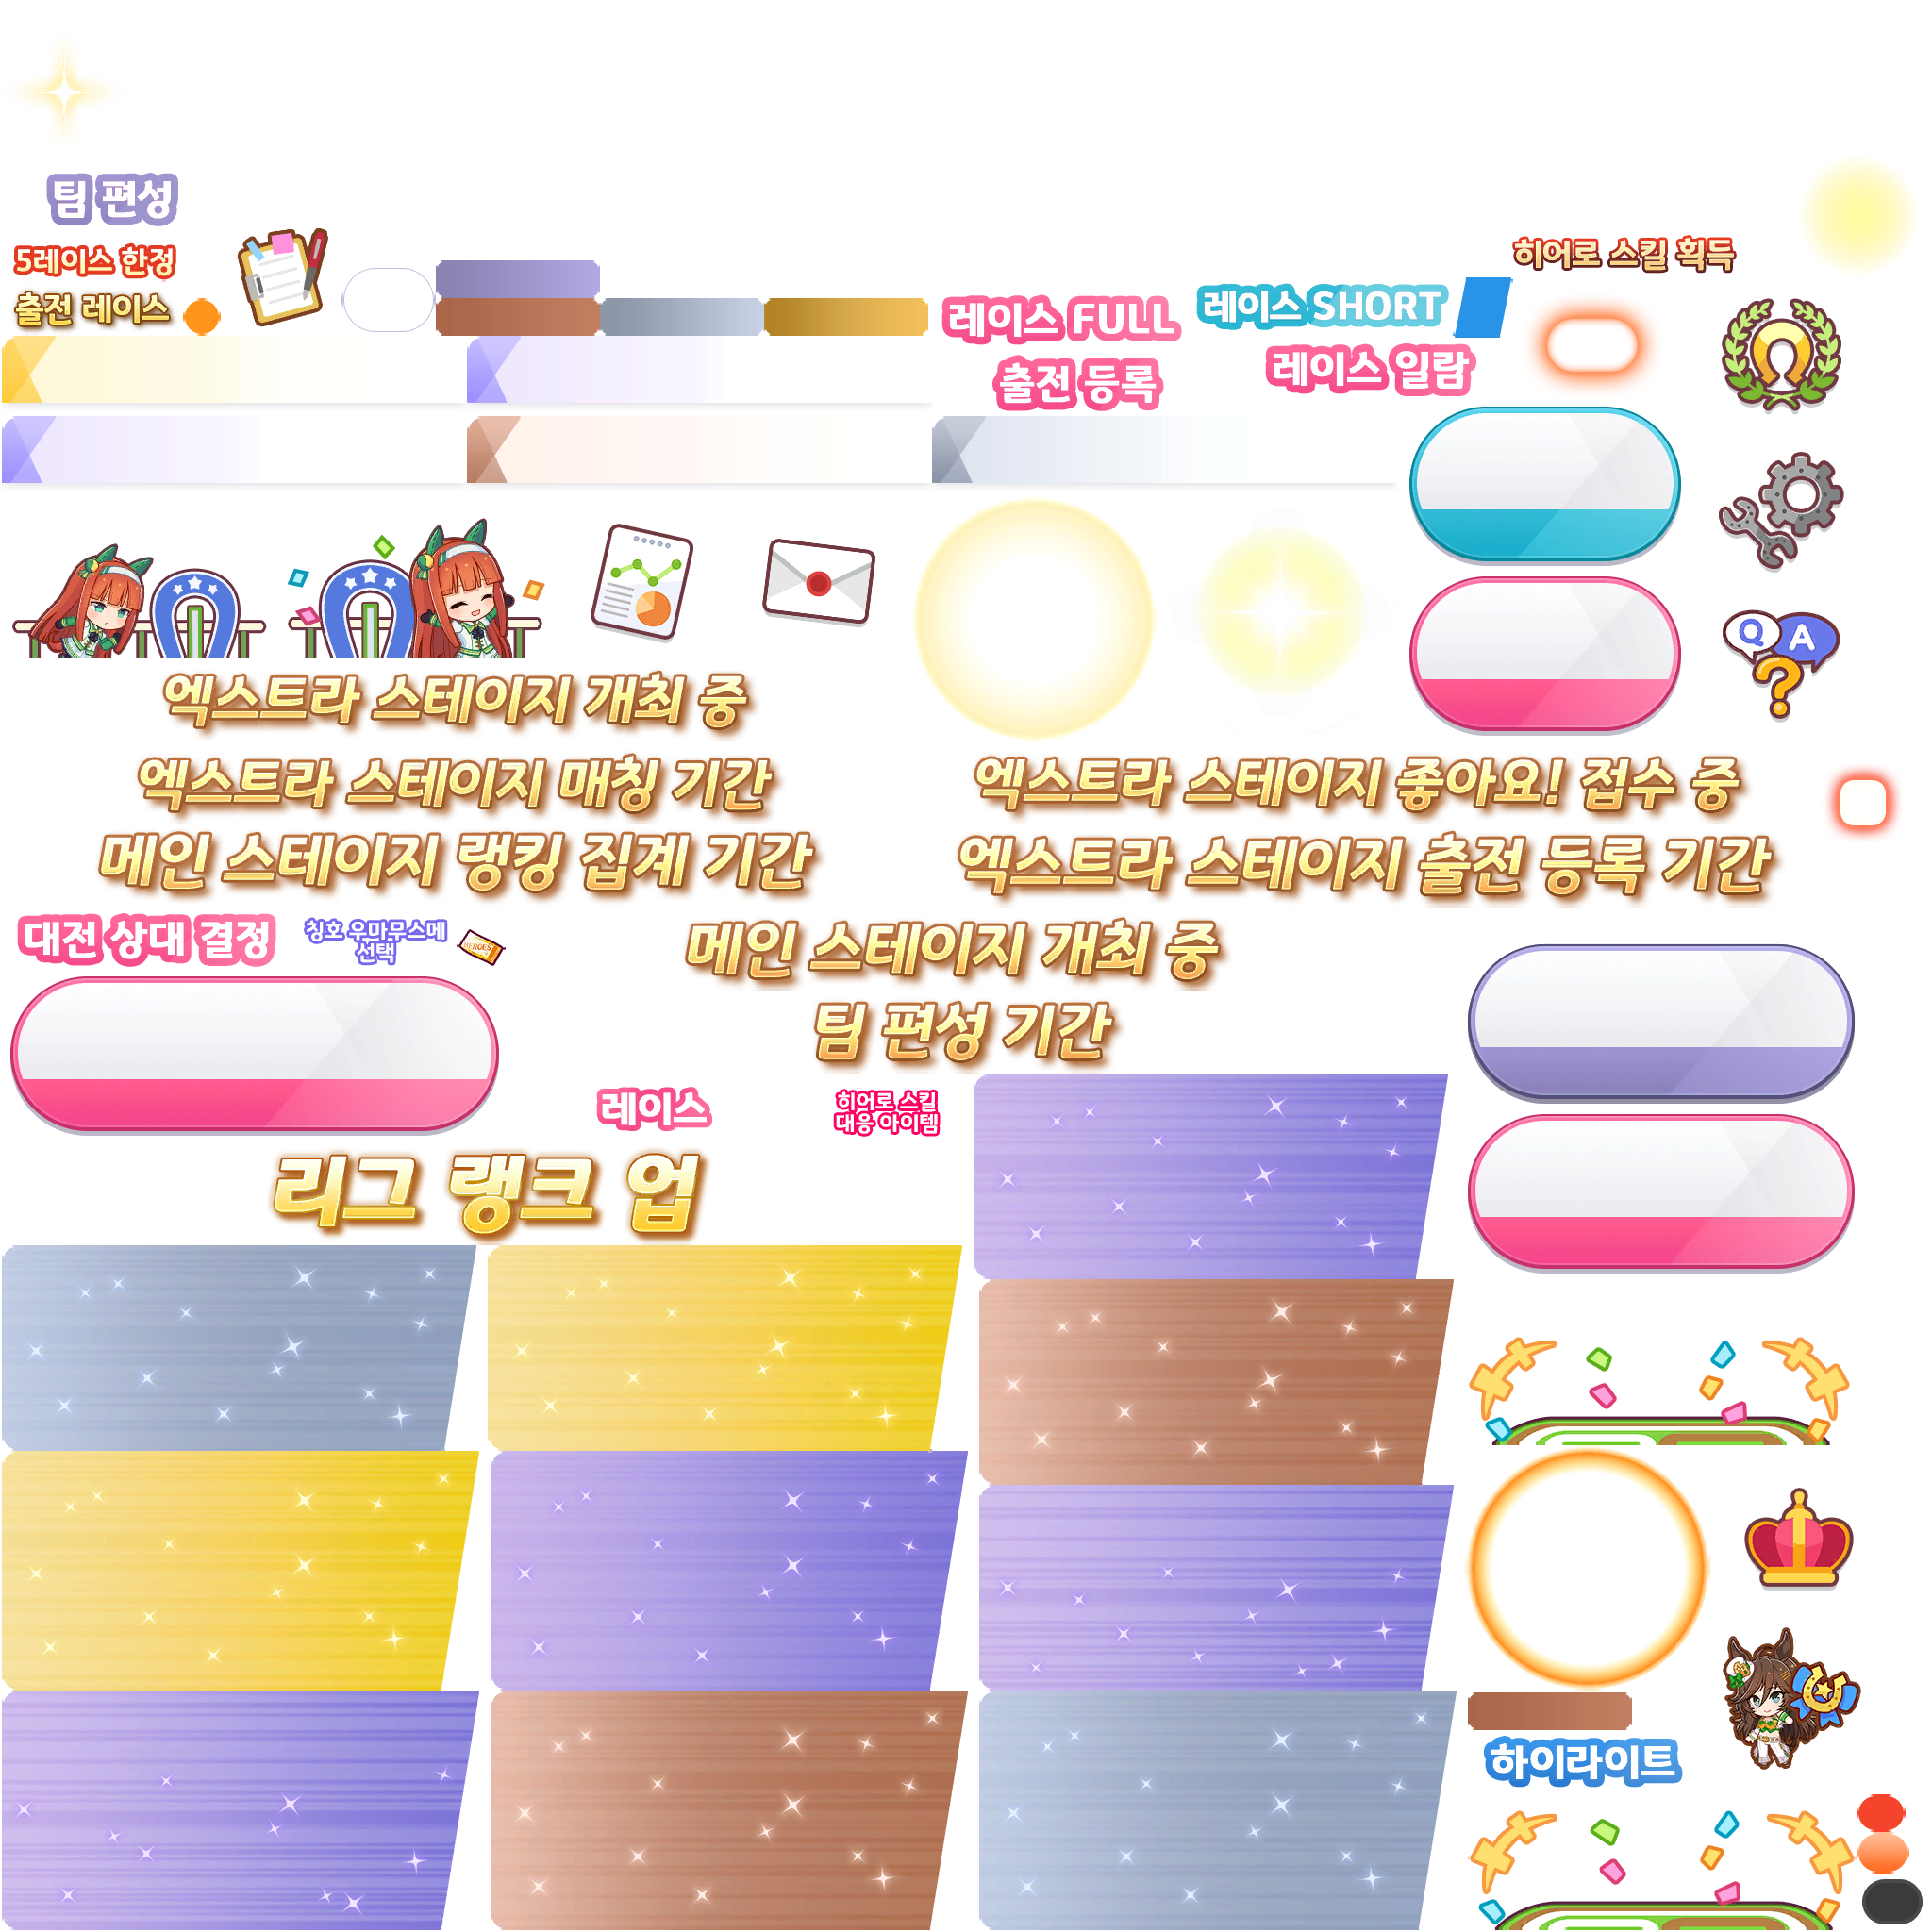 팀 편성
5레이스 한정
출전 레이스
히어로 스킬 획득
레이스 FULL
레이스 SHORT
출전 등록
레이스 일람
Q A
?
엑스트라 스테이지 개최 중
엑스트라 스테이지 매칭 기간
엑스트라 스테이지 좋아요! 접수 중
메인 스테이지 랭킹 집계 기간
엑스트라 스테이지 출전 등록 기간
대전 상대 결정
칭호 우마무스메
선택
HEROES
메인 스테이지 개최 중
팀 편성 기간
레이스
히어로 스킬
대응 아이템
리그 랭크 업
하이라이트